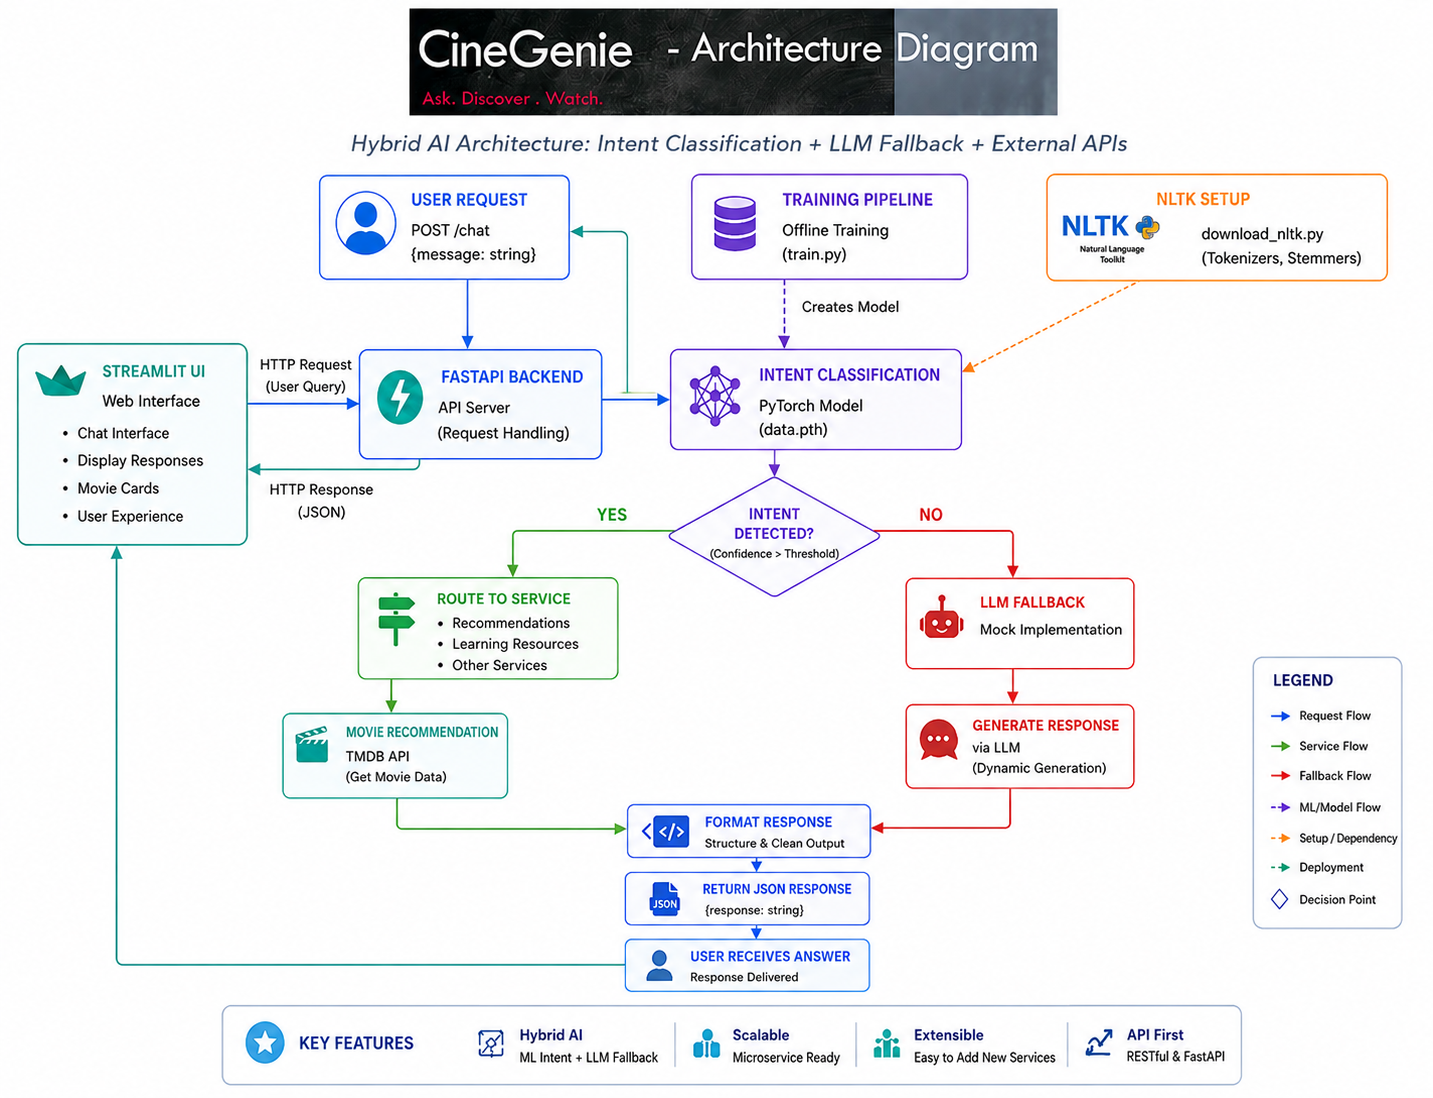 CineGenie - Architecture Diagram
Ask. Discover . Watch.
Hybrid AI Architecture: Intent Classification + LLM Fallback + External APIs
USER REQUEST
POST /chat
{message: string}
TRAINING PIPELINE
Offline Training
(train.py)
NLTK SETUP
NLTK
Natural Language
Toolkit
download_nltk.py
(Tokenizers, Stemmers)
Creates Model
STREAMLIT UI
Web Interface
• Chat Interface
• Display Responses
• Movie Cards
• User Experience
HTTP Request
(User Query)
HTTP Response
(JSON)
FASTAPI BACKEND
API Server
(Request Handling)
INTENT CLASSIFICATION
PyTorch Model
(data.pth)
INTENT
DETECTED?
(Confidence > Threshold)
YES
NO
ROUTE TO SERVICE
• Recommendations
• Learning Resources
• Other Services
LLM FALLBACK
Mock Implementation
MOVIE RECOMMENDATION
TMDB API
(Get Movie Data)
GENERATE RESPONSE
via LLM
(Dynamic Generation)
FORMAT RESPONSE
Structure & Clean Output
JSON
RETURN JSON RESPONSE
{response: string}
USER RECEIVES ANSWER
Response Delivered
LEGEND
Request Flow
Service Flow
Fallback Flow
ML/Model Flow
Setup / Dependency
Deployment
Decision Point
KEY FEATURES
Hybrid AI
ML Intent + LLM Fallback
Scalable
Microservice Ready
Extensible
Easy to Add New Services
API First
RESTful & FastAPI